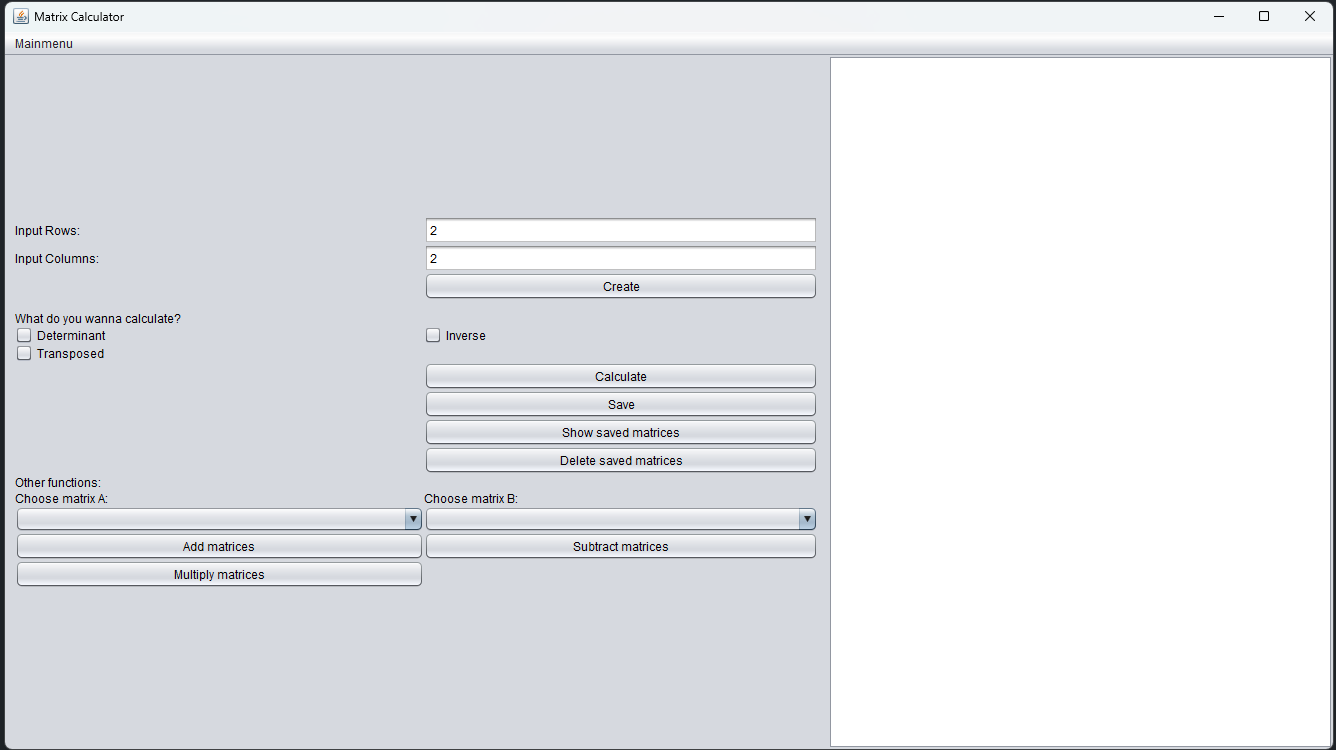 Matrix Calculator
Mainmenu
Input Rows: 2
Input Columns: 2
Create
What do you wanna calculate?
Determinant Inverse
Transposed
Calculate
Save
Show saved matrices
Delete saved matrices
Other functions:
Choose matrix A: Choose matrix B:
Add matrices Subtract matrices
Multiply matrices